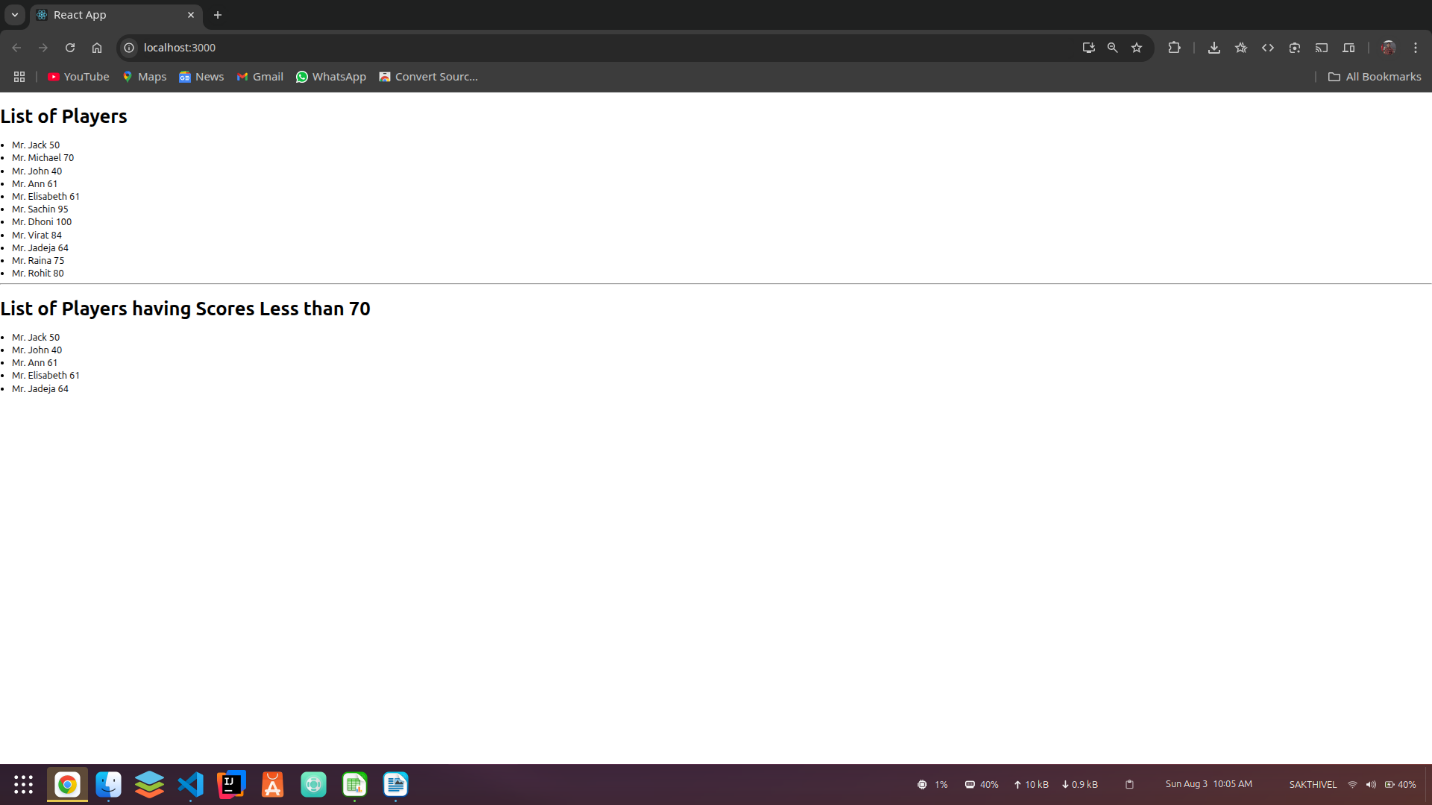 React App
localhost:3000
YouTube Maps News Gmail WhatsApp Convert Sourc... All Bookmarks
List of Players
• Mr. Jack 50
• Mr. Michael 70
• Mr. John 40
• Mr. Ann 61
• Mr. Elisabeth 61
• Mr. Sachin 95
• Mr. Dhoni 100
• Mr. Virat 84
• Mr. Jadeja 64
• Mr. Raina 75
• Mr. Rohit 80
List of Players having Scores Less than 70
• Mr. Jack 50
• Mr. John 40
• Mr. Ann 61
• Mr. Elisabeth 61
• Mr. Jadeja 64
1% 40% 10 kB 0.9 kB Sun Aug 3 10:05 AM SAKTHIVEL 40%